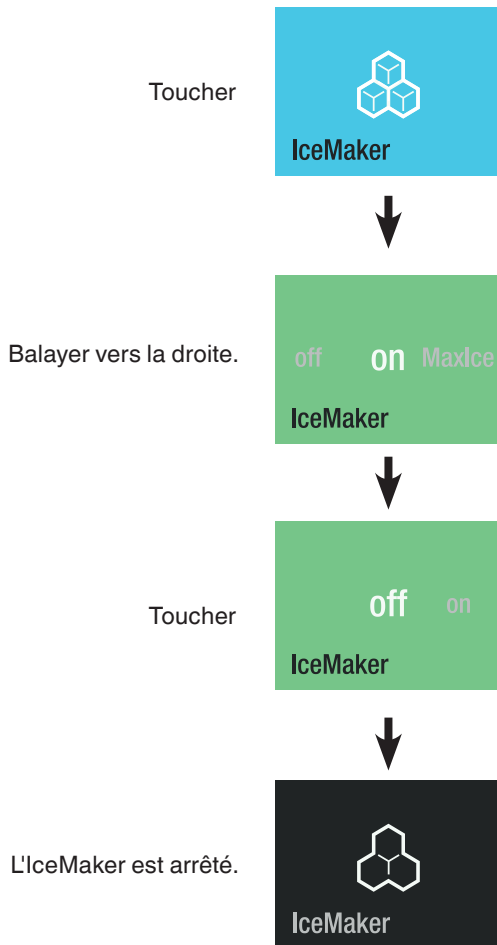 Toucher
IceMaker
Balayer vers la droite.
off on MaxIce
IceMaker
Toucher
off on
IceMaker
L'IceMaker est arrêté.
IceMaker